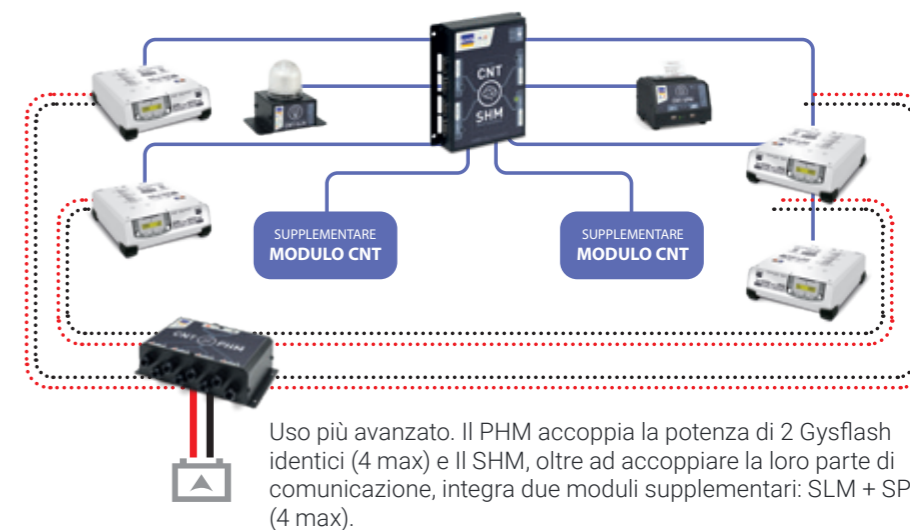 CNT
SHM
SUPPLEMENTARE
MODULO CNT
SUPPLEMENTARE
MODULO CNT
CNT PHM
Uso più avanzato. Il PHM accoppia la potenza di 2 Gysflash
identici (4 max) e Il SHM, oltre ad accoppiare la loro parte di
comunicazione, integra due moduli supplementari: SLM + SP
(4 max).